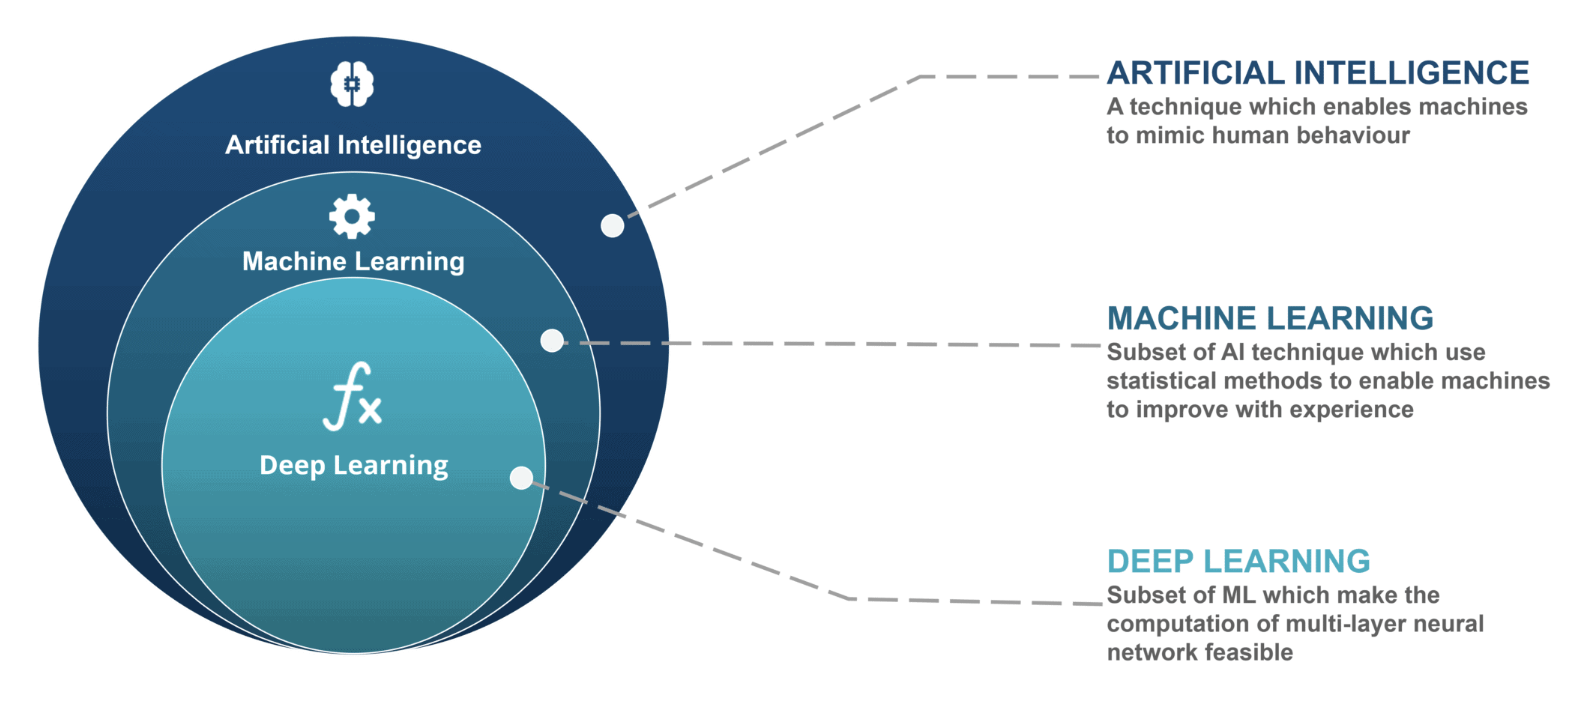 Artificial Intelligence
Machine Learning
fx
Deep Learning
ARTIFICIAL INTELLIGENCE
A technique which enables machines
to mimic human behaviour
MACHINE LEARNING
Subset of AI technique which use
statistical methods to enable machines
to improve with experience
DEEP LEARNING
Subset of ML which make the
computation of multi-layer neural
network feasible